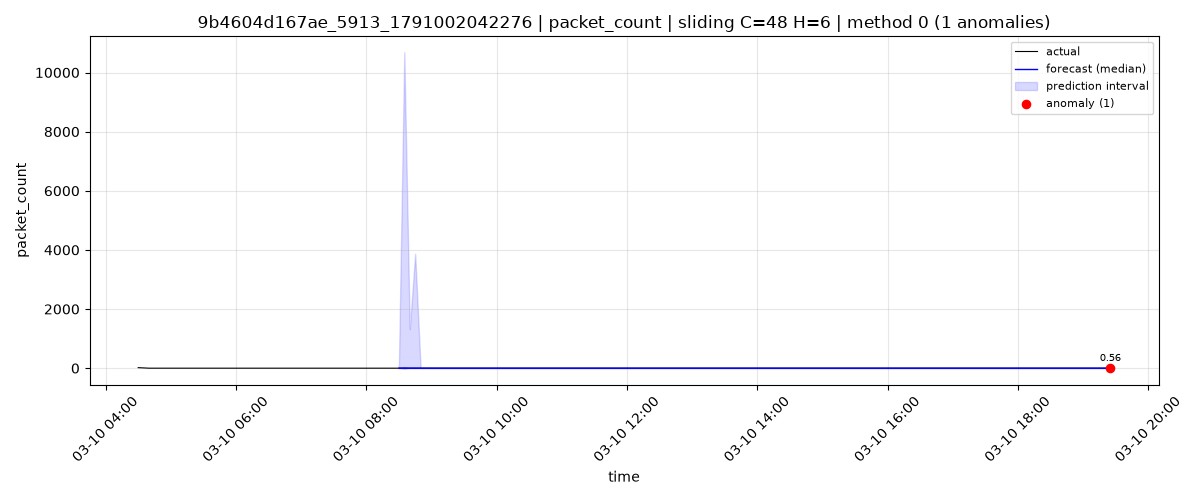 9b4604d167ae_5913_1791002042276 | packet_count | sliding C=48 H=6 | method 0 (1 anomalies)
actual
forecast (median)
prediction interval
anomaly (1)
packet_count
10000
8000
6000
4000
2000
0
0.56
03-10 04:00
03-10 06:00
03-10 08:00
03-10 10:00
03-10 12:00
03-10 14:00
03-10 16:00
03-10 18:00
03-10 20:00
time